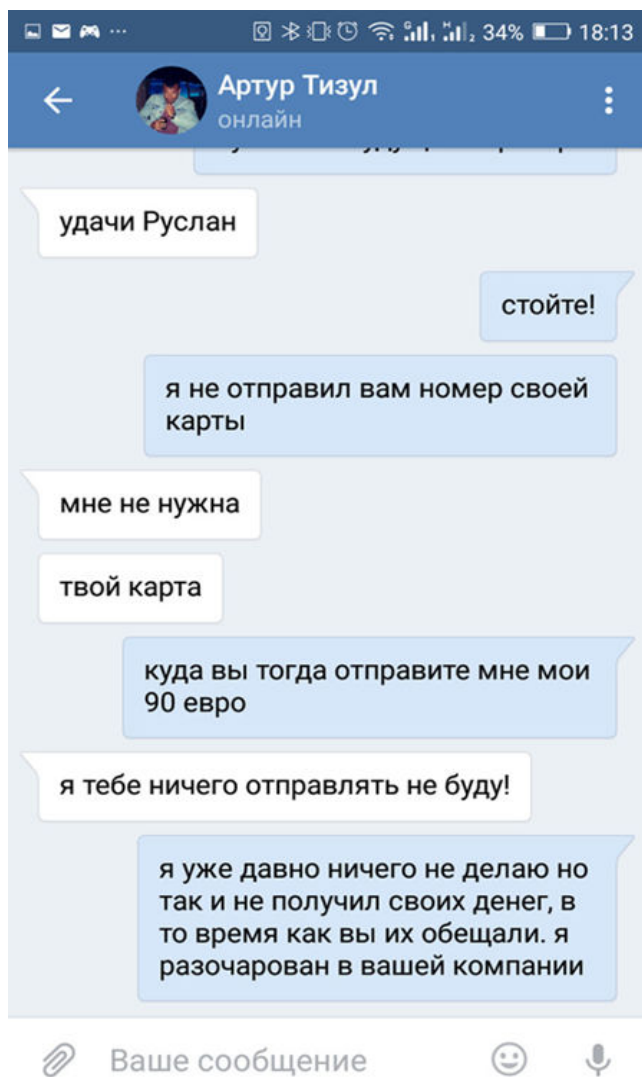 34% 18:13
Артур Тизул
онлайн
удачи Руслан
стойте!
я не отправил вам номер своей
карты
мне не нужна
твой карта
куда вы тогда отправите мне мои
90 евро
я тебе ничего отправлять не буду!
я уже давно ничего не делаю но
так и не получил своих денег, в
то время как вы их обещали. я
разочарован в вашей компании
Ваше сообщение